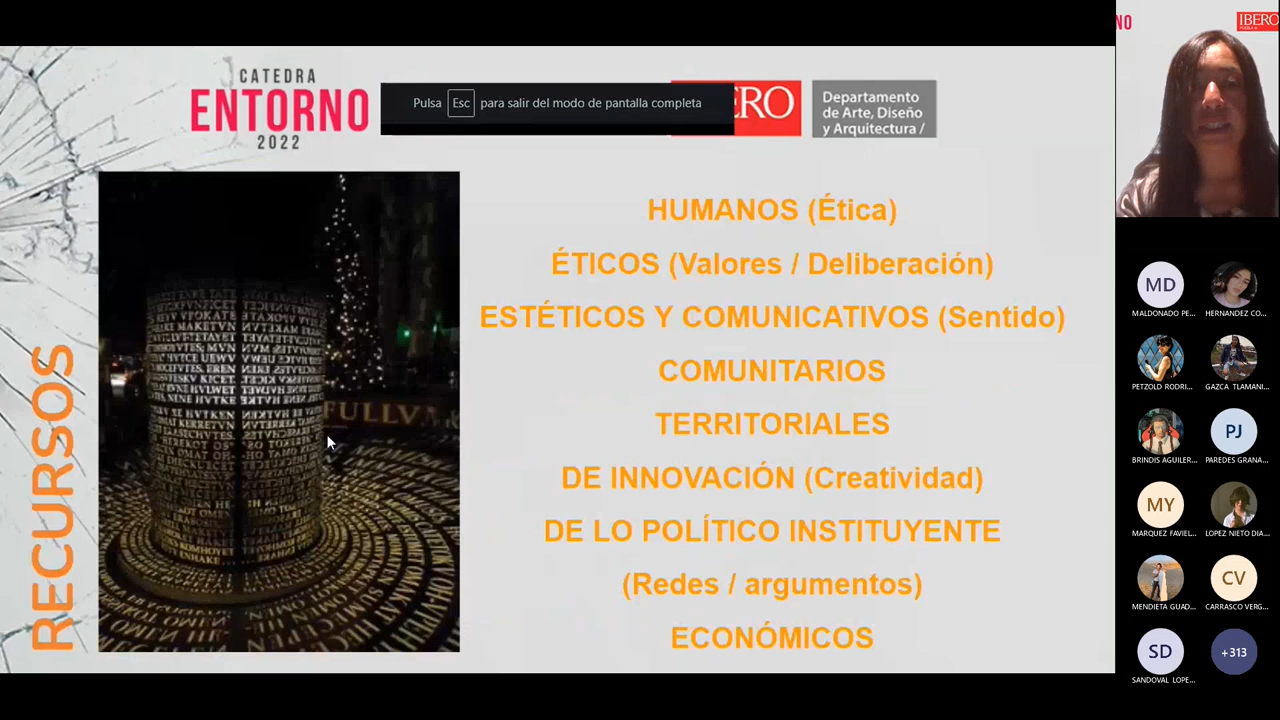 CATEDRA
ENTORNO
2022
Pulsa Esc para salir del modo de pantalla completa
ERO
Departamento
de Arte, Diseño
y Arquitectura /
RECURSOS
HUMANOS (Ética)
ÉTICOS (Valores / Deliberación)
ESTÉTICOS Y COMUNICATIVOS (Sentido)
COMUNITARIOS
TERRITORIALES
DE INNOVACIÓN (Creatividad)
DE LO POLÍTICO INSTITUYENTE
(Redes / argumentos)
ECONÓMICOS
NO
IBERO
PUEBLA
MD
MALDONADO PE...
HERNANDEZ CO...
PETZOLD RODRI...
GAZCA TLAMANI...
BRINDIS AGUILER...
PJ
PAREDES GRANA...
MY
MARQUEZ FAVIEL...
LOPEZ NIETO DIA...
MENDIETA GUAD...
CV
CARRASCO VERG...
SD
SANDOVAL LOPE...
+313